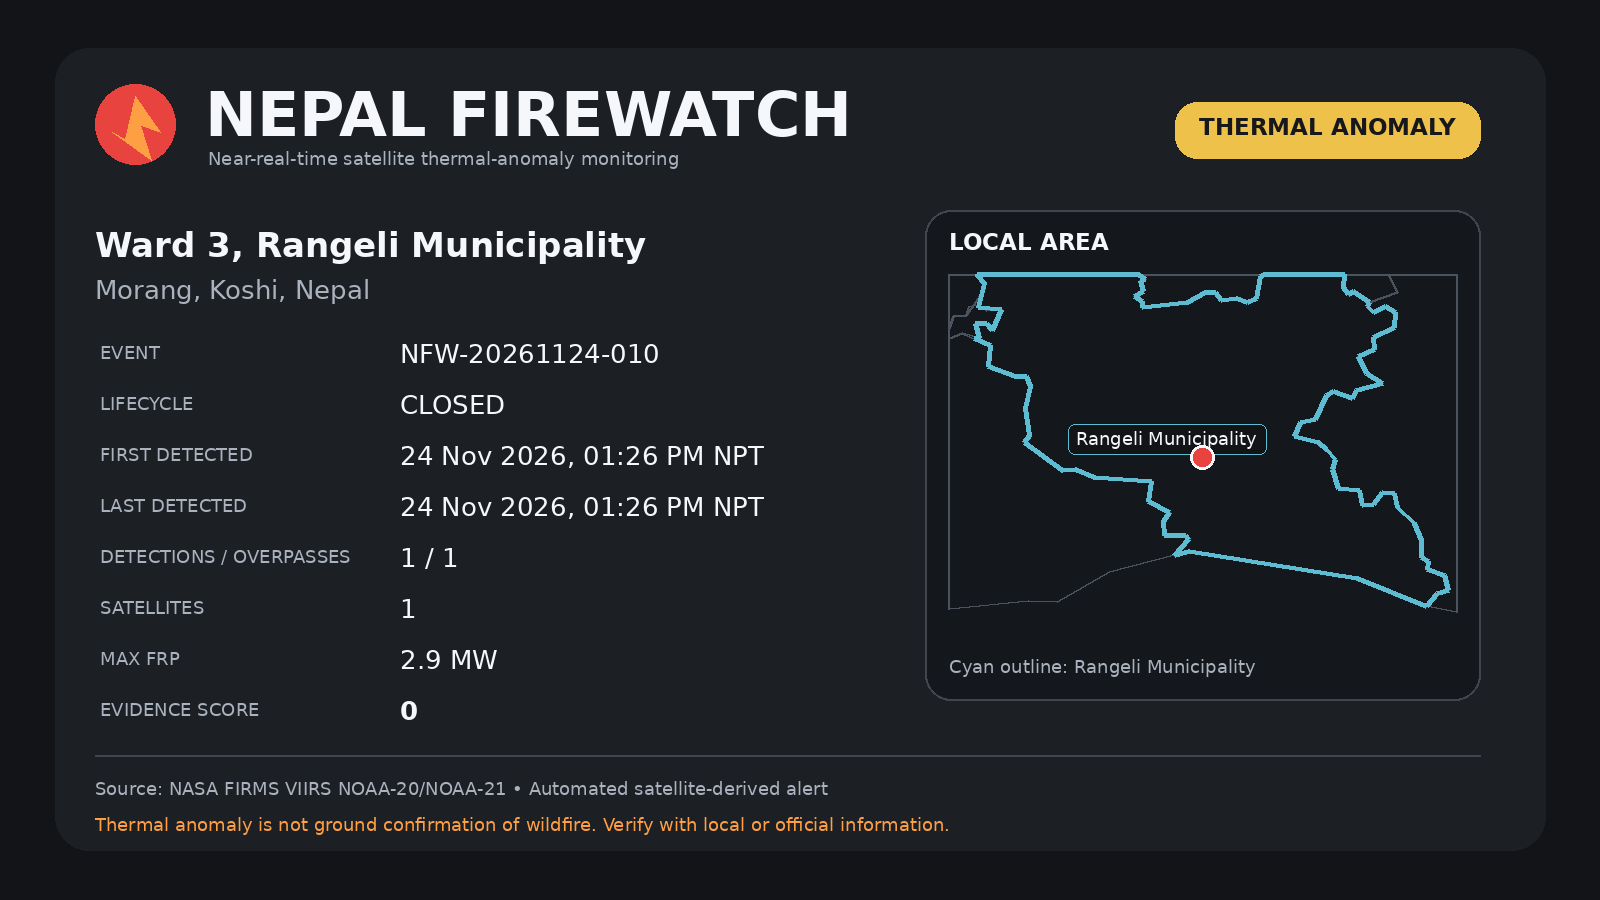 NEPAL FIREWATCH
Near-real-time satellite thermal-anomaly monitoring
THERMAL ANOMALY
Ward 3, Rangeli Municipality
Morang, Koshi, Nepal
EVENT NFW-20261124-010
LIFECYCLE CLOSED
FIRST DETECTED 24 Nov 2026, 01:26 PM NPT
LAST DETECTED 24 Nov 2026, 01:26 PM NPT
DETECTIONS / OVERPASSES 1 / 1
SATELLITES 1
MAX FRP 2.9 MW
EVIDENCE SCORE 0
LOCAL AREA
Rangeli Municipality
Cyan outline: Rangeli Municipality
Source: NASA FIRMS VIIRS NOAA-20/NOAA-21 • Automated satellite-derived alert
Thermal anomaly is not ground confirmation of wildfire. Verify with local or official information.